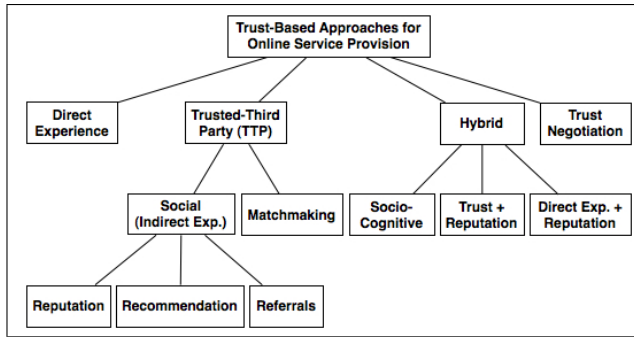 Trust-Based Approaches for
Online Service Provision
Direct
Experience
Trusted-Third
Party (TTP)
Hybrid
Trust
Negotiation
Social
(Indirect Exp.)
Matchmaking
Socio-
Cognitive
Trust +
Reputation
Direct Exp. +
Reputation
Reputation
Recommendation
Referrals